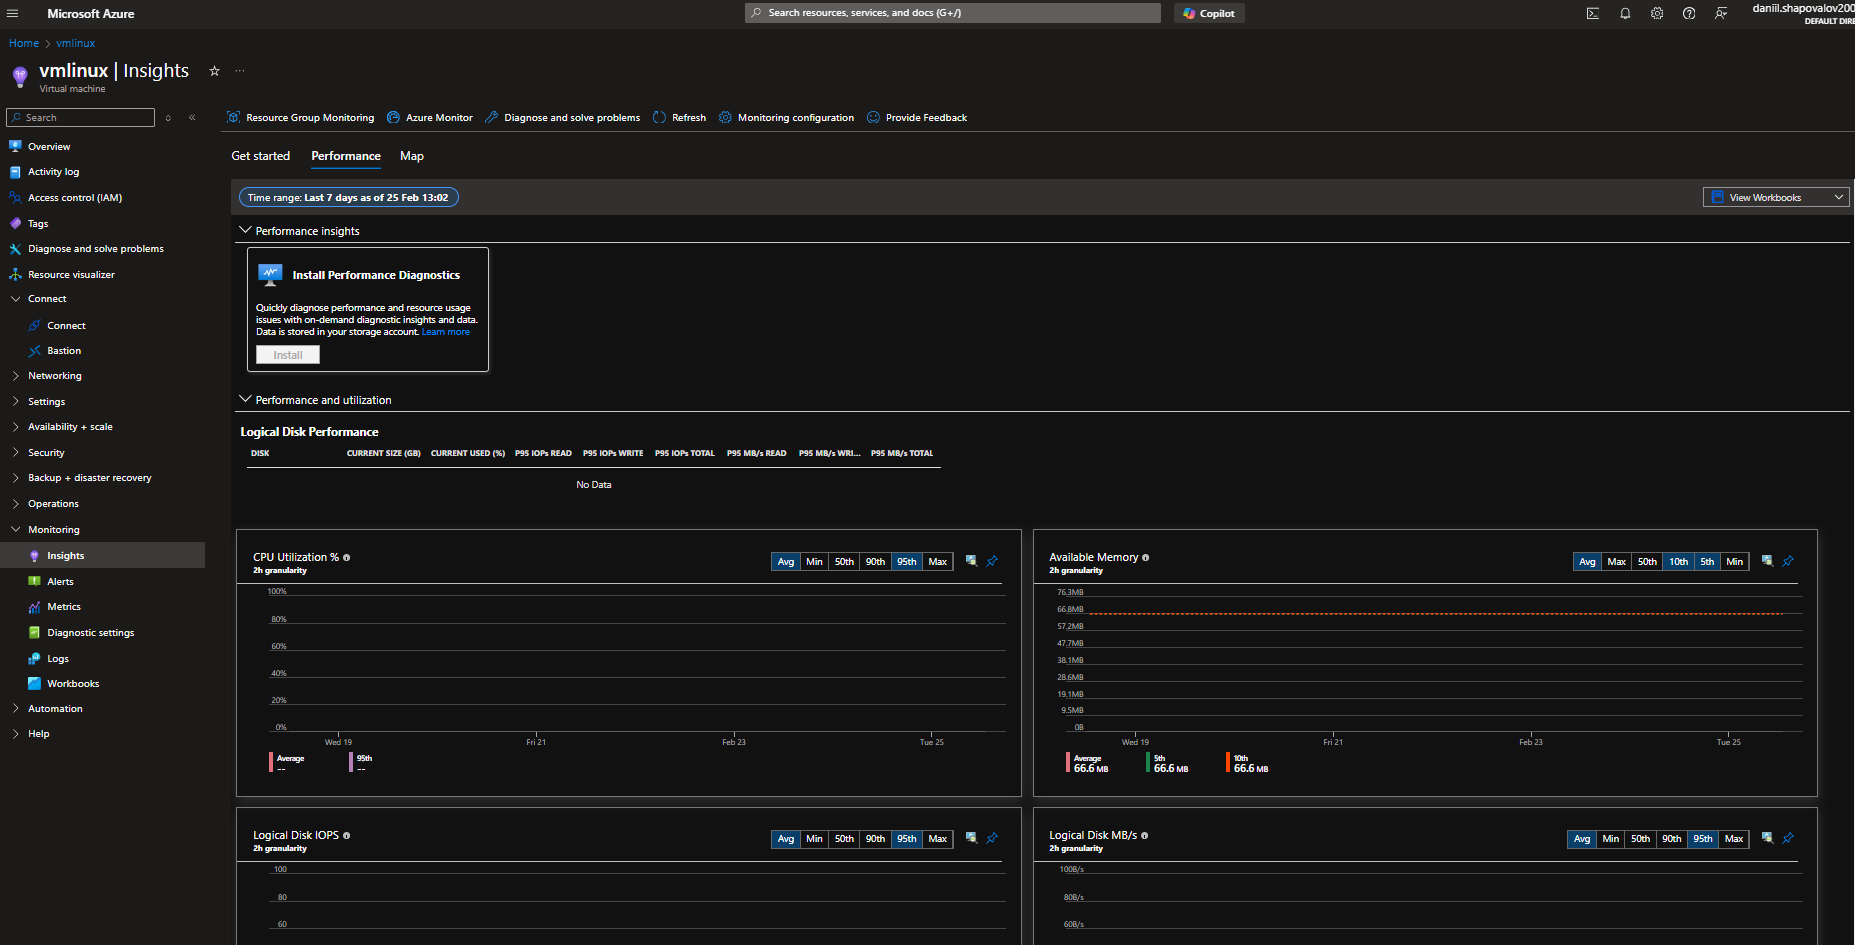 Microsoft Azure
Search resources, services, and docs (G+/)
Copilot
daniil.shapovalov200
DEFAULT DIRE
Home > vmlinux
vmlinux | Insights
Virtual machine
Search
Overview
Activity log
Access control (IAM)
Tags
Diagnose and solve problems
Resource visualizer
Connect
Connect
Bastion
Networking
Settings
Availability + scale
Security
Backup + disaster recovery
Operations
Monitoring
Insights
Alerts
Metrics
Diagnostic settings
Logs
Workbooks
Automation
Help
Resource Group Monitoring Azure Monitor Diagnose and solve problems Refresh Monitoring configuration Provide Feedback
Get started Performance Map
Time range: Last 7 days as of 25 Feb 13:02
View Workbooks
Performance insights
Install Performance Diagnostics
Quickly diagnose performance and resource usage
issues with on-demand diagnostic insights and data.
Data is stored in your storage account. Learn more
Install
Performance and utilization
Logical Disk Performance
DISK CURRENT SIZE (GB) CURRENT USED (%) P95 IOPs READ P95 IOPs WRITE P95 IOPs TOTAL P95 MB/s READ P95 MB/s WRI... P95 MB/s TOTAL
No Data
CPU Utilization %
2h granularity
Avg Min 50th 90th 95th Max
100%
80%
60%
40%
20%
0%
Wed 19 Fri 21 Feb 23 Tue 25
Average 95th
-- --
Available Memory
2h granularity
Avg Max 50th 10th 5th Min
76.3MB
66.8MB
57.2MB
47.7MB
38.1MB
28.6MB
19.1MB
9.5MB
0B
Wed 19 Fri 21 Feb 23 Tue 25
Average 5th 10th
66.6 MB 66.6 MB 66.6 MB
Logical Disk IOPS
2h granularity
Avg Min 50th 90th 95th Max
100
80
60
Logical Disk MB/s
2h granularity
Avg Min 50th 90th 95th Max
100B/s
80B/s
60B/s